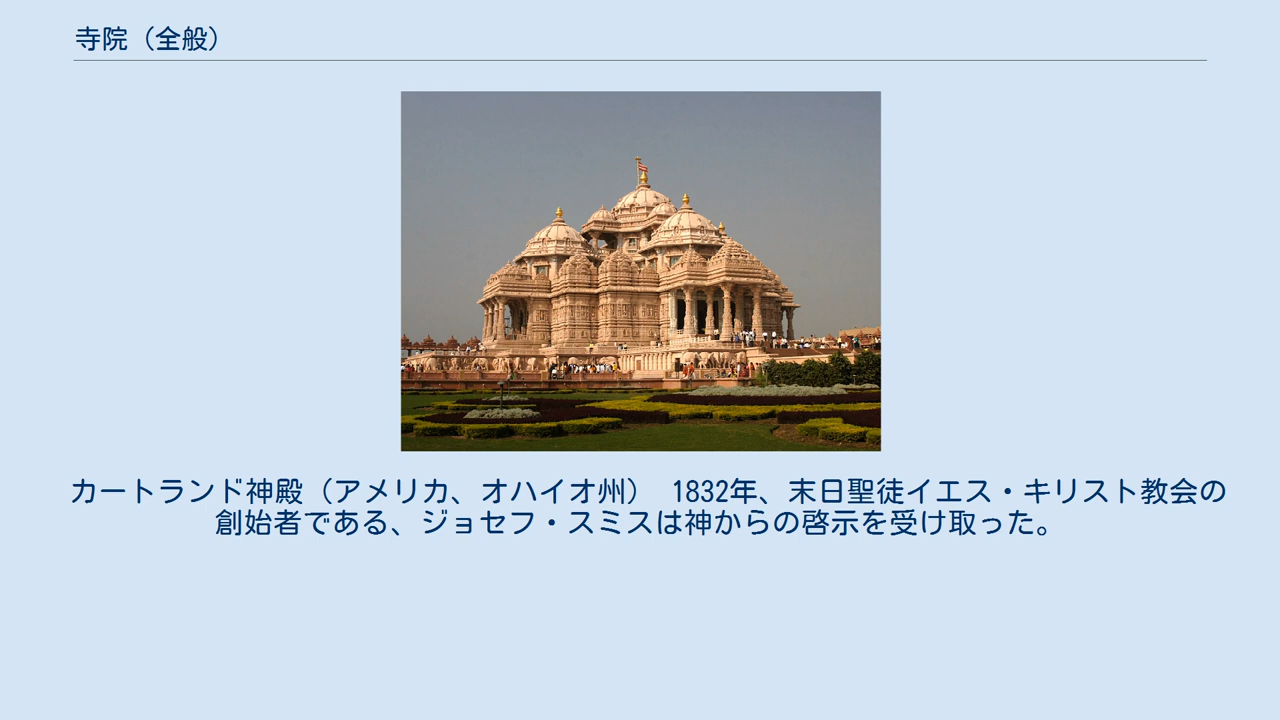 寺院（全般）
カートランド神殿（アメリカ、オハイオ州） 1832年、末日聖徒イエス・キリスト教会の
創始者である、ジョセフ・スミスは神からの啓示を受け取った。